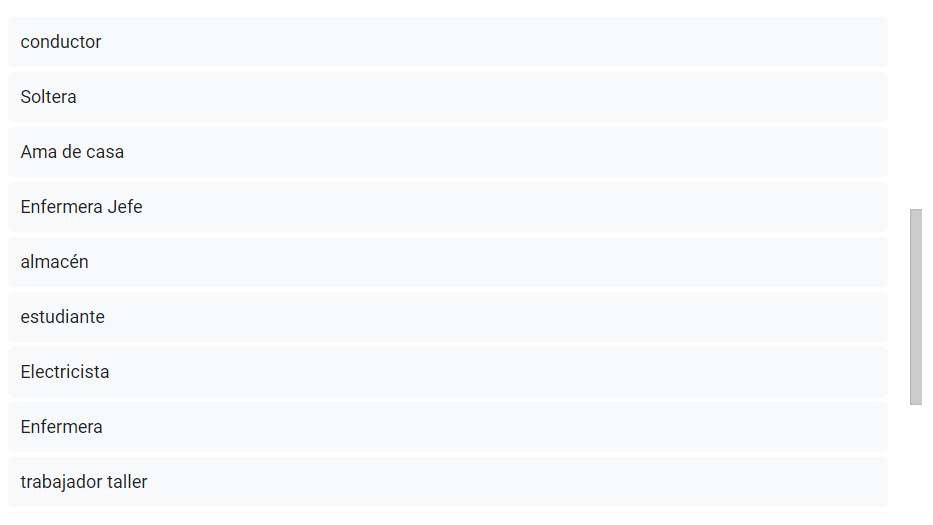 conductor
Soltera
Ama de casa
Enfermera Jefe
almacén
estudiante
Electricista
Enfermera
trabajador taller